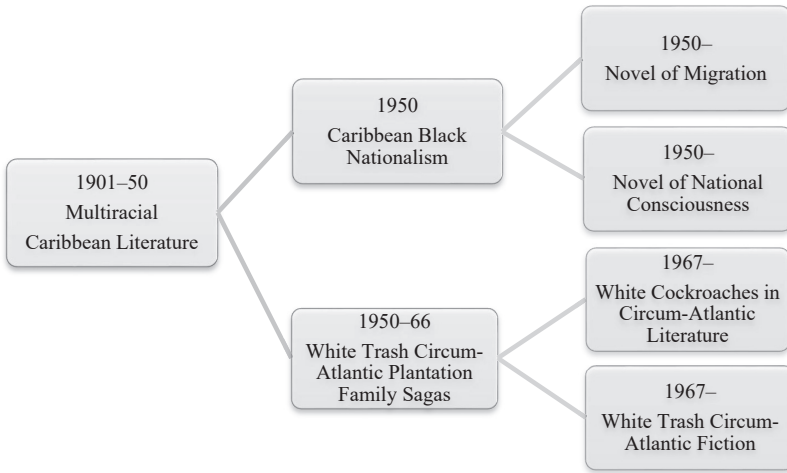 1901–50
Multiracial
Caribbean Literature
1950
Caribbean Black
Nationalism
1950–
Novel of Migration
1950–
Novel of National
Consciousness
1950–66
White Trash Circum-
Atlantic Plantation
Family Sagas
1967–
White Cockroaches in
Circum-Atlantic
Literature
1967–
White Trash Circum-
Atlantic Fiction